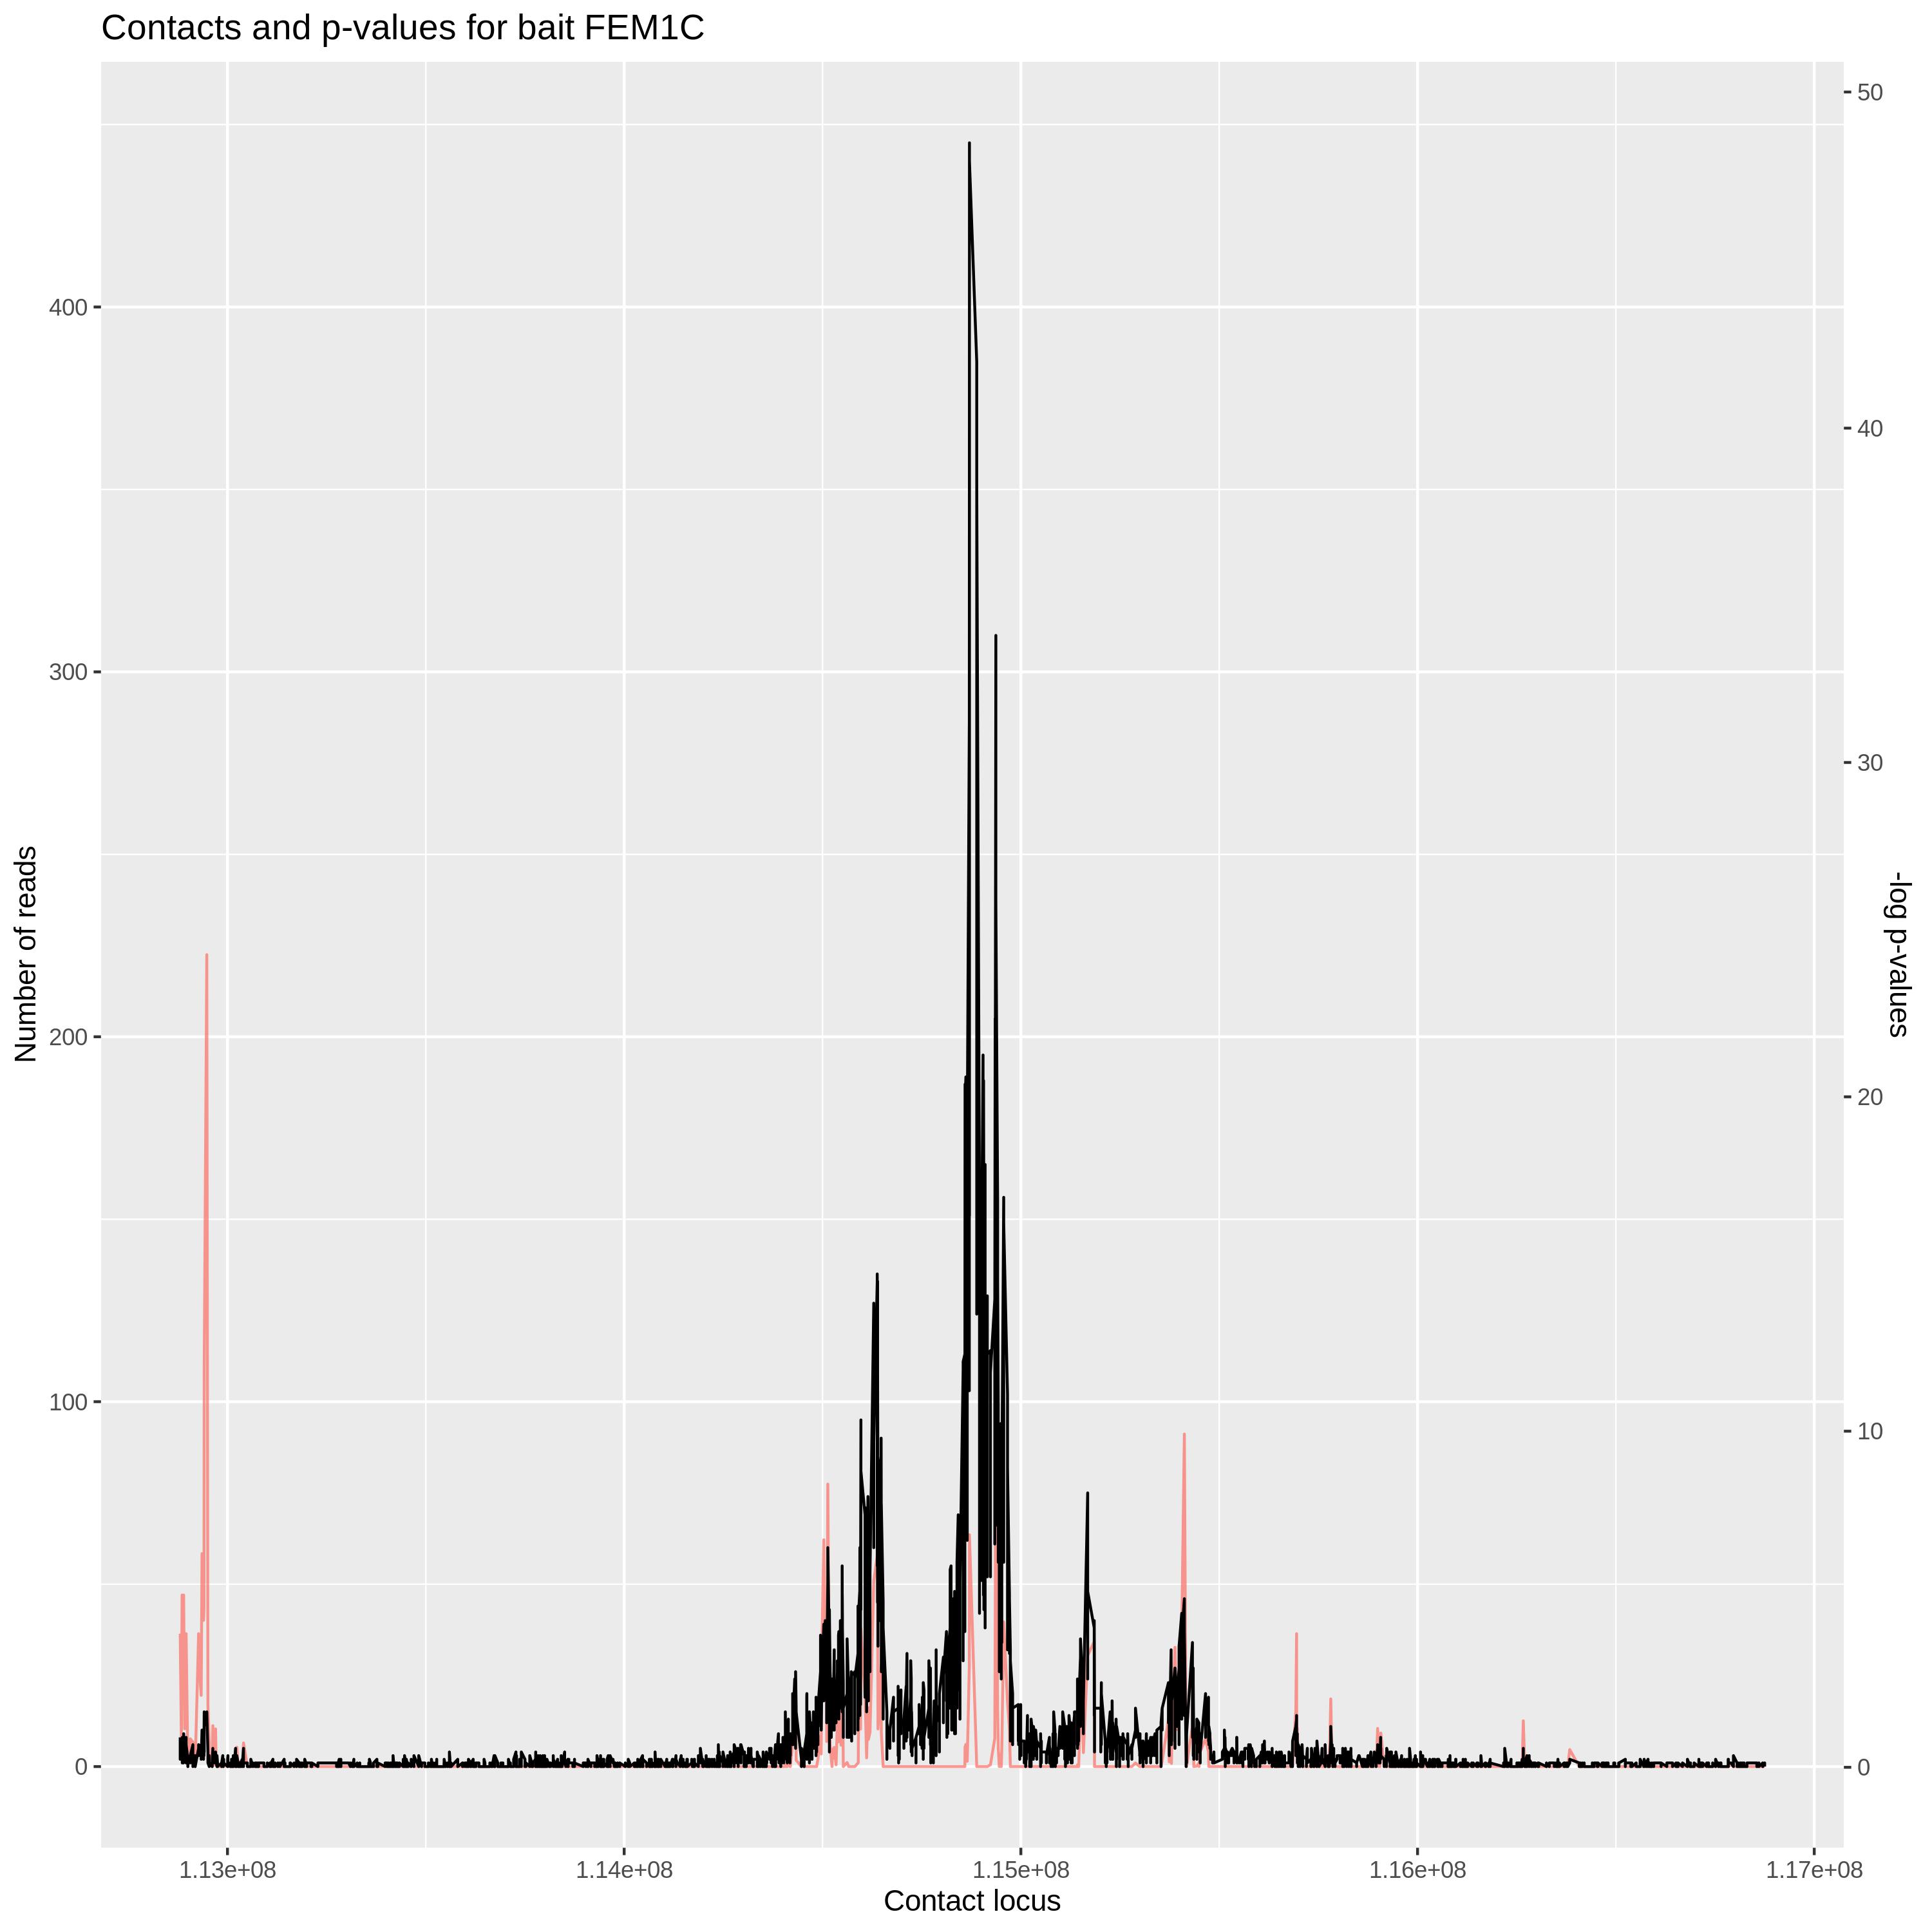 Contacts and p-values for bait FEM1C
Number of reads
400
300
200
100
0
50
40
30
20
10
0
-log p-values
1.13e+08 1.14e+08 1.15e+08 1.16e+08 1.17e+08
Contact locus